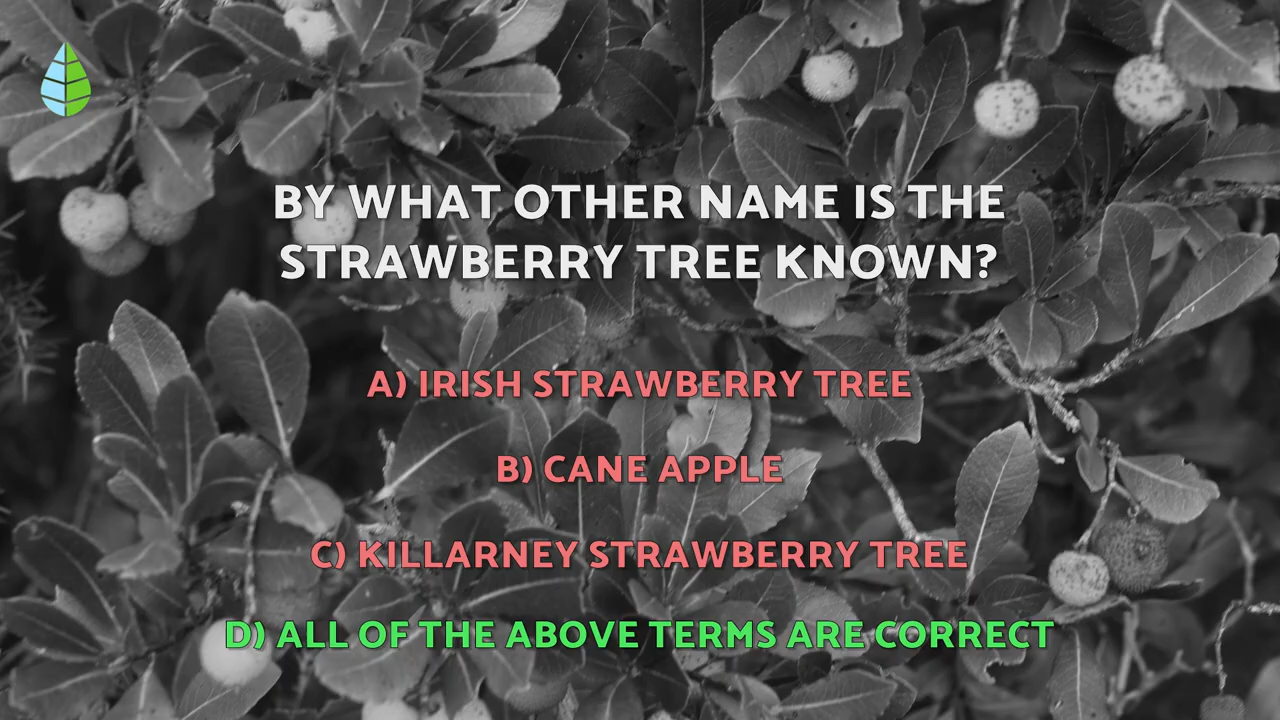 BY WHAT OTHER NAME IS THE
STRAWBERRY TREE KNOWN?
A) IRISH STRAWBERRY TREE
B) CANE APPLE
C) KILLARNEY STRAWBERRY TREE
D) ALL OF THE ABOVE TERMS ARE CORRECT